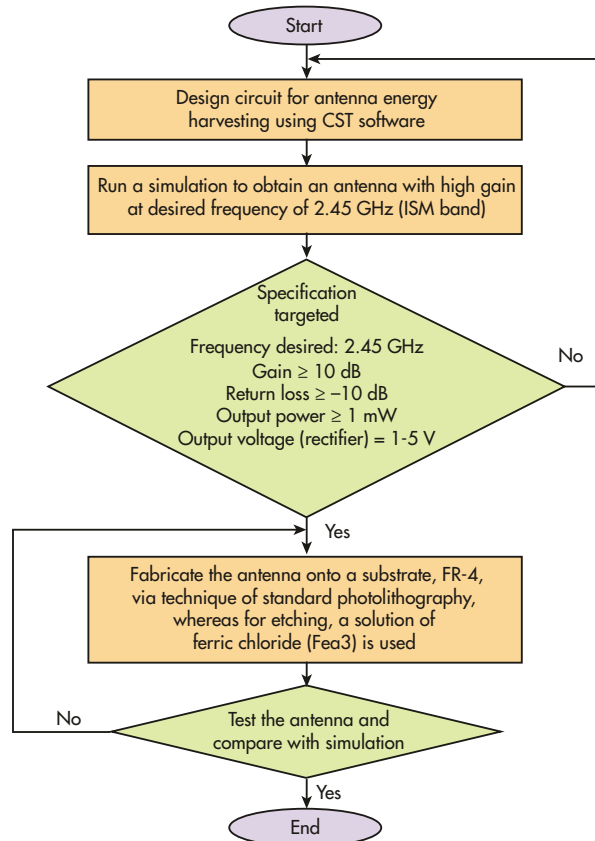 Start
Design circuit for antenna energy
harvesting using CST software
Run a simulation to obtain an antenna with high gain
at desired frequency of 2.45 GHz (ISM band)
Specification
targeted
Frequency desired: 2.45 GHz
Gain ≥ 10 dB
Return loss ≥ –10 dB
Output power ≥ 1 mW
Output voltage (rectifier) = 1-5 V
No
Yes
Fabricate the antenna onto a substrate, FR-4,
via technique of standard photolithography,
whereas for etching, a solution of
ferric chloride (Fea3) is used
No
Test the antenna and
compare with simulation
Yes
End